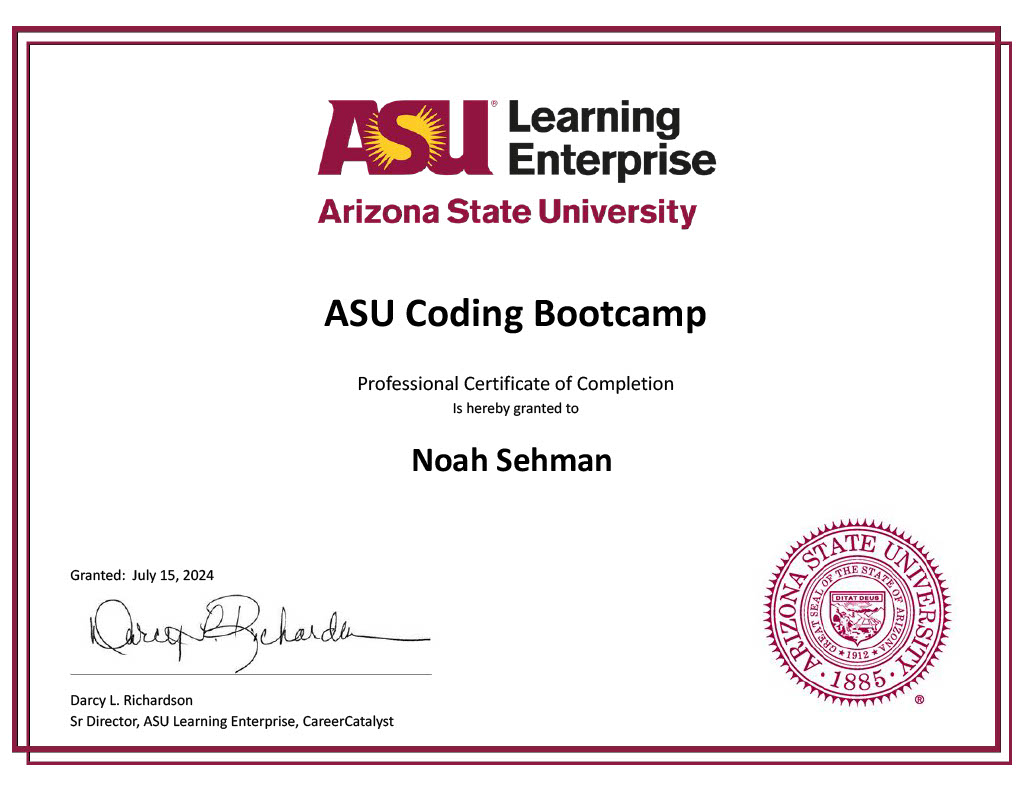 ASU® Learning
Enterprise
Arizona State University
ASU Coding Bootcamp
Professional Certificate of Completion
Is hereby granted to
Noah Sehman
Granted: July 15, 2024
Darcy L. Richardson
Darcy L. Richardson
Sr Director, ASU Learning Enterprise, CareerCatalyst
ARIZONA STATE UNIVERSITY
GREAT SEAL OF THE STATE OF ARIZONA
DITAT DEUS
★ 1912 ★
· 1885 ·
®